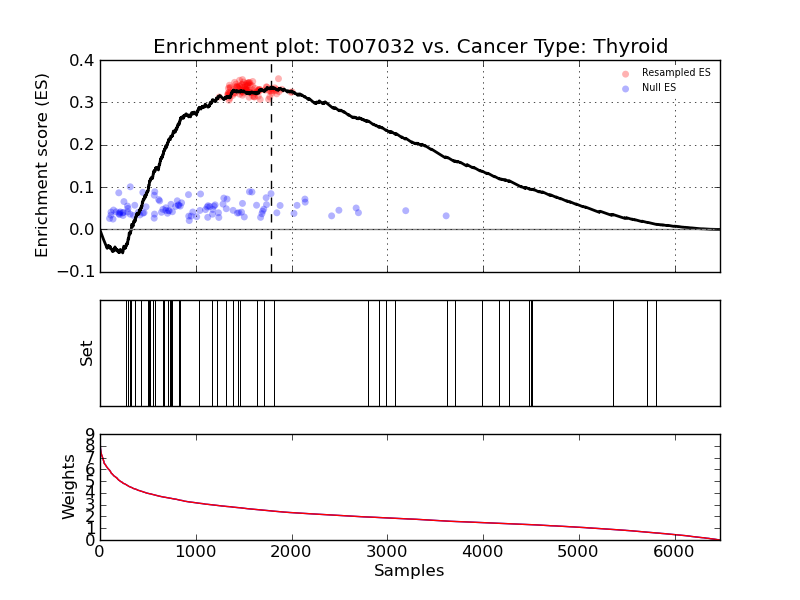 Enrichment plot: T007032 vs. Cancer Type: Thyroid
0.4
0.3
0.2
0.1
0.0
−0.1
Enrichment score (ES)
Resampled ES
Null ES
Set
9
8
7
6
5
4
3
2
1
0
Weights
0 1000 2000 3000 4000 5000 6000
Samples